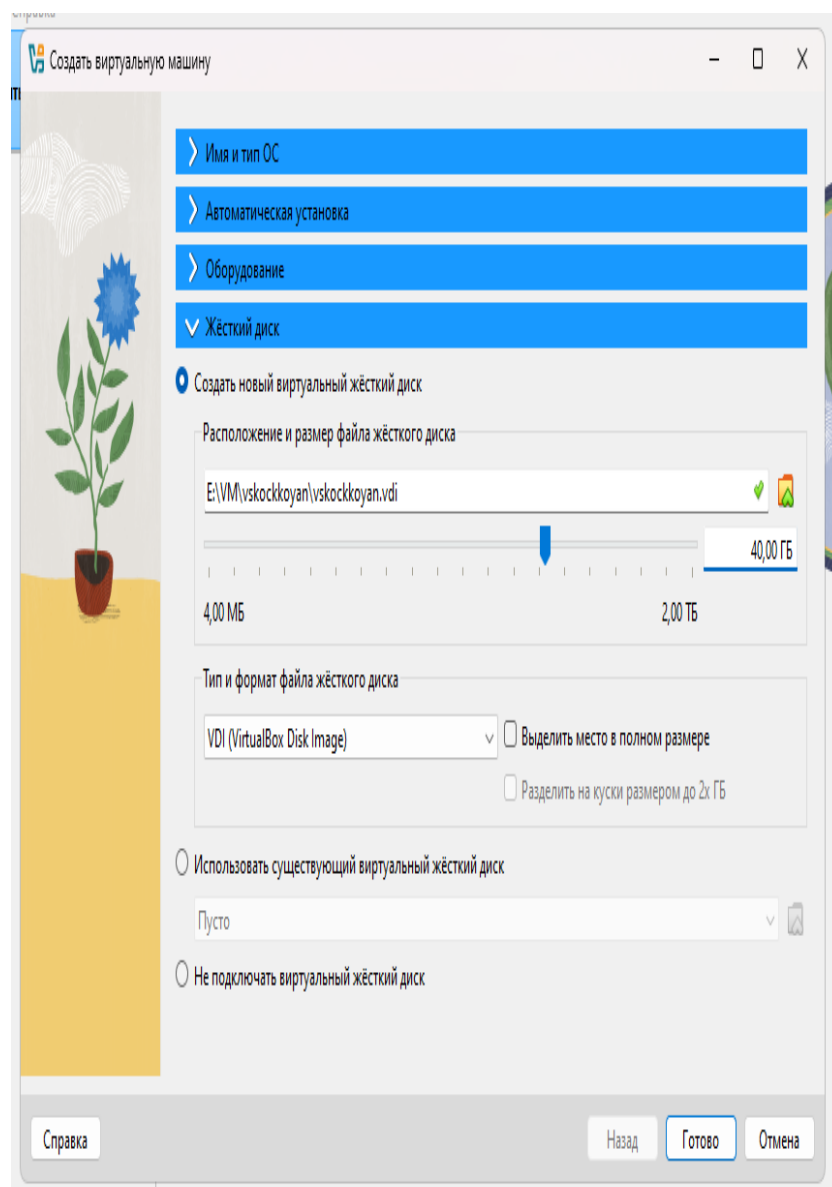 Справка
Создать виртуальную машину
Имя и тип ОС
Автоматическая установка
Оборудование
Жёсткий диск
Создать новый виртуальный жёсткий диск
Расположение и размер файла жёсткого диска
E:\VM\vskockkoyan\vskockkoyan.vdi
40,00 ГБ
4,00 МБ 2,00 ТБ
Тип и формат файла жёсткого диска
VDI (VirtualBox Disk Image) Выделить место в полном размере
Разделить на куски размером до 2х ГБ
Использовать существующий виртуальный жёсткий диск
Пусто
Не подключать виртуальный жёсткий диск
Справка Назад Готово Отмена